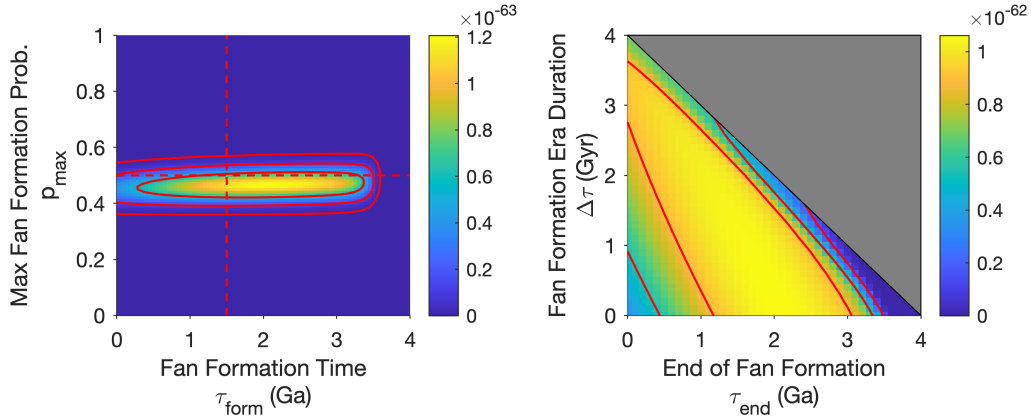 ×10^-63
1
0.8
0.6
0.4
0.2
0
Max Fan Formation Prob.
p_max
0 1 2 3 4
Fan Formation Time
τ_form (Ga)
1.2
1
0.8
0.6
0.4
0.2
0
×10^-62
4
3
2
1
0
Fan Formation Era Duration
Δτ (Gyr)
0 1 2 3 4
End of Fan Formation
τ_end (Ga)
1
0.8
0.6
0.4
0.2
0